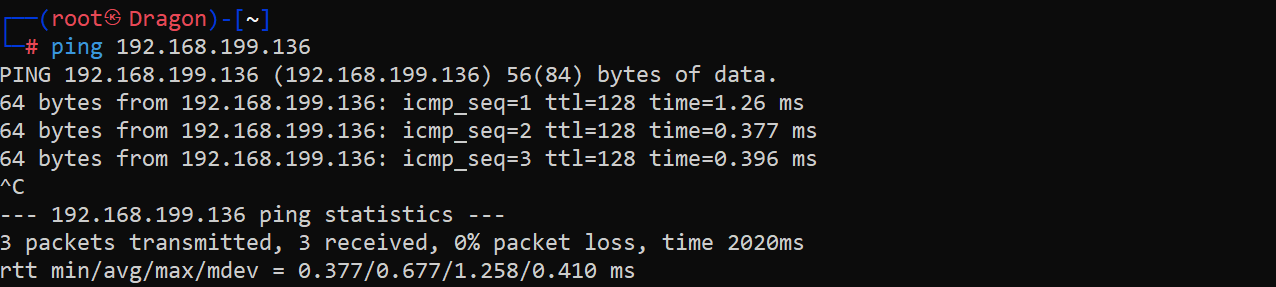 ┌──(root㉿Dragon)-[~]
└─# ping 192.168.199.136
PING 192.168.199.136 (192.168.199.136) 56(84) bytes of data.
64 bytes from 192.168.199.136: icmp_seq=1 ttl=128 time=1.26 ms
64 bytes from 192.168.199.136: icmp_seq=2 ttl=128 time=0.377 ms
64 bytes from 192.168.199.136: icmp_seq=3 ttl=128 time=0.396 ms
^C
--- 192.168.199.136 ping statistics ---
3 packets transmitted, 3 received, 0% packet loss, time 2020ms
rtt min/avg/max/mdev = 0.377/0.677/1.258/0.410 ms